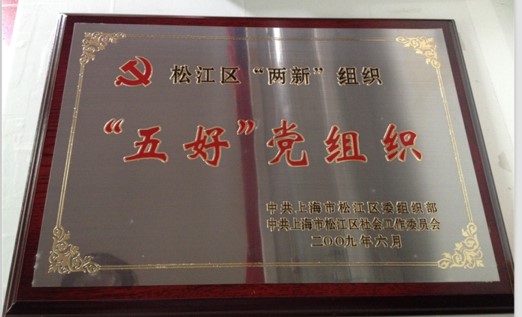 松江区“两新”组织
“五好”党组织
中共上海市松江区委组织部
中共上海市松江区社会工作委员会
二〇〇九年六月